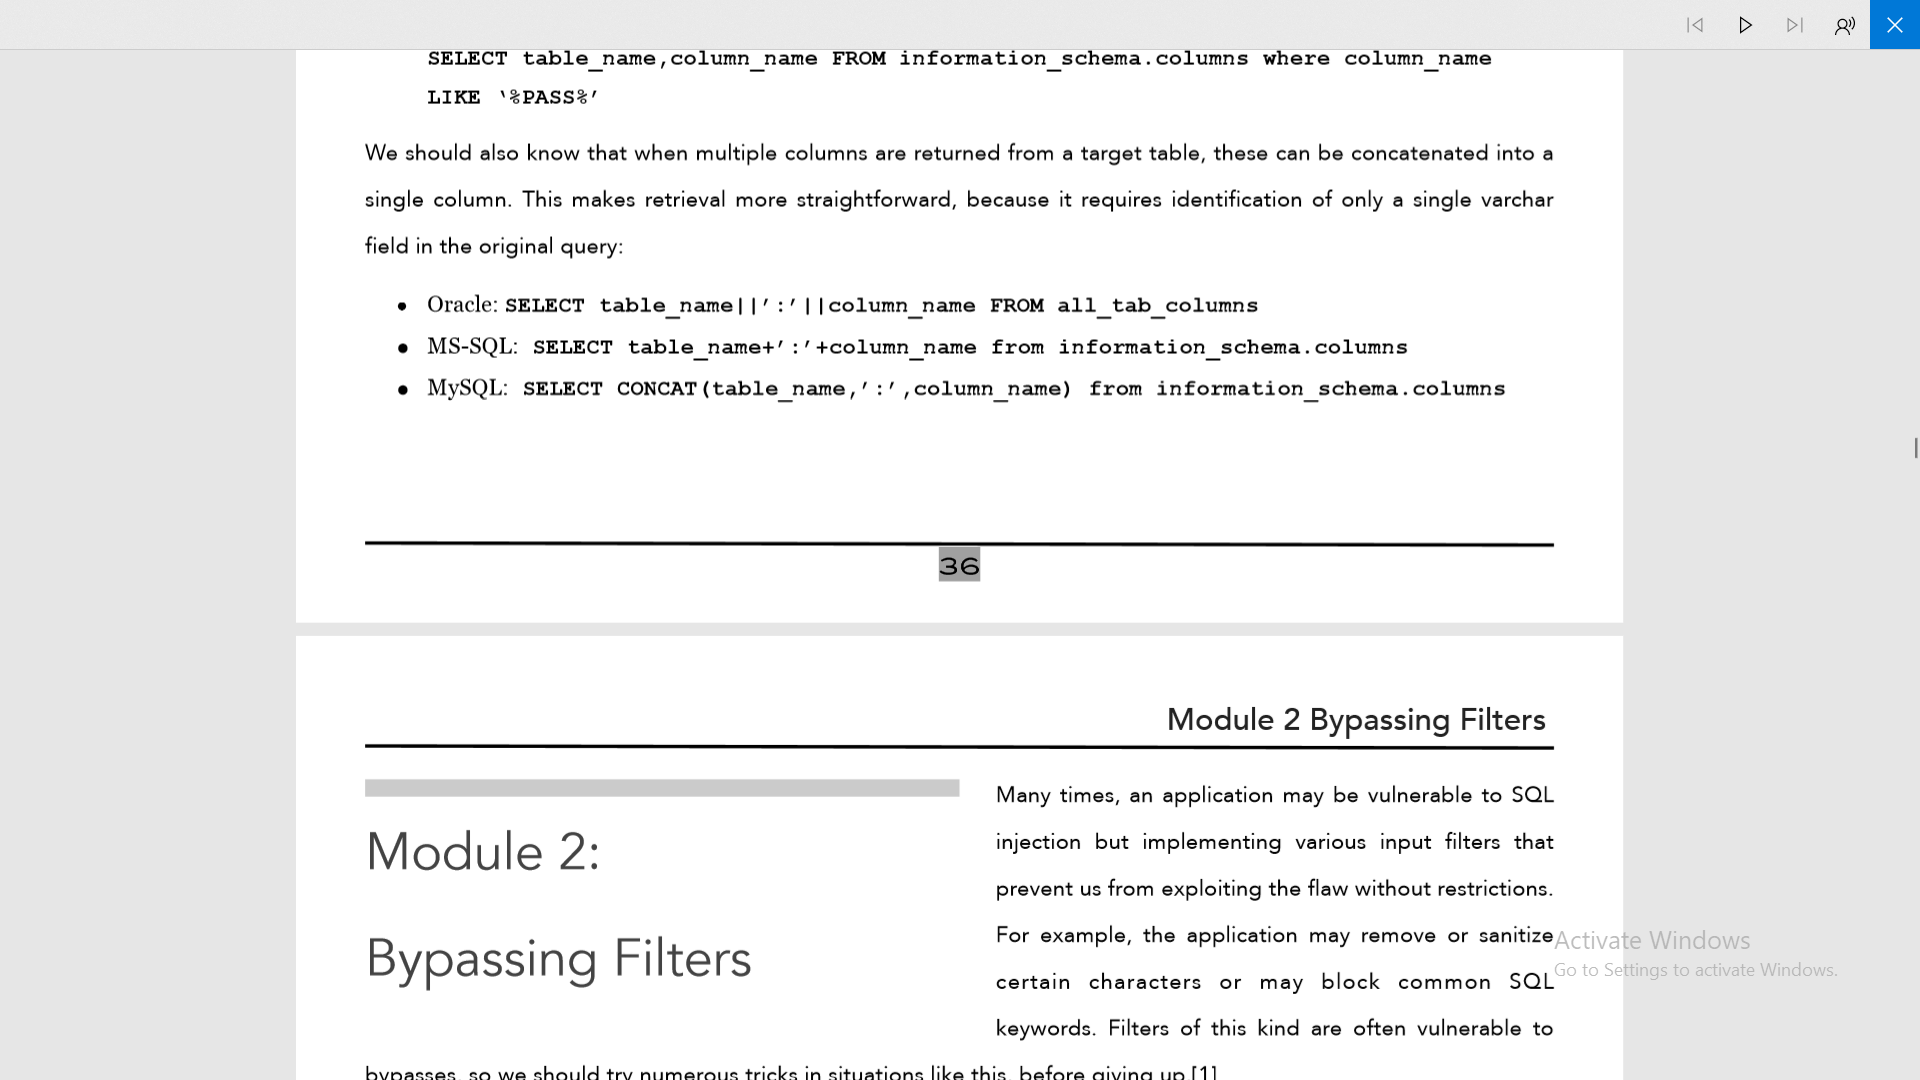 SELECT table_name,column_name FROM information_schema.columns where column_name
LIKE ‘%PASS%’
We should also know that when multiple columns are returned from a target table, these can be concatenated into a
single column. This makes retrieval more straightforward, because it requires identification of only a single varchar
field in the original query:
• Oracle: SELECT table_name||’:’||column_name FROM all_tab_columns
• MS-SQL: SELECT table_name+’:’+column_name from information_schema.columns
• MySQL: SELECT CONCAT(table_name,’:’,column_name) from information_schema.columns
36
Module 2 Bypassing Filters
Module 2:
Bypassing Filters
Many times, an application may be vulnerable to SQL
injection but implementing various input filters that
prevent us from exploiting the flaw without restrictions.
For example, the application may remove or sanitize
certain characters or may block common SQL
keywords. Filters of this kind are often vulnerable to
bypasses, so we should try numerous tricks in situations like this, before giving up.[1]
Activate Windows
Go to Settings to activate Windows.